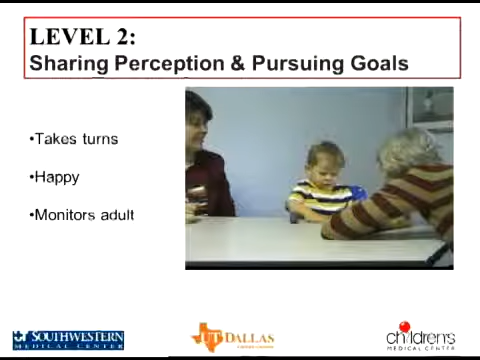 LEVEL 2:
Sharing Perception & Pursuing Goals
•Takes turns
•Happy
•Monitors adult
SOUTHWESTERN
MEDICAL CENTER
UT DALLAS
children's
MEDICAL CENTER